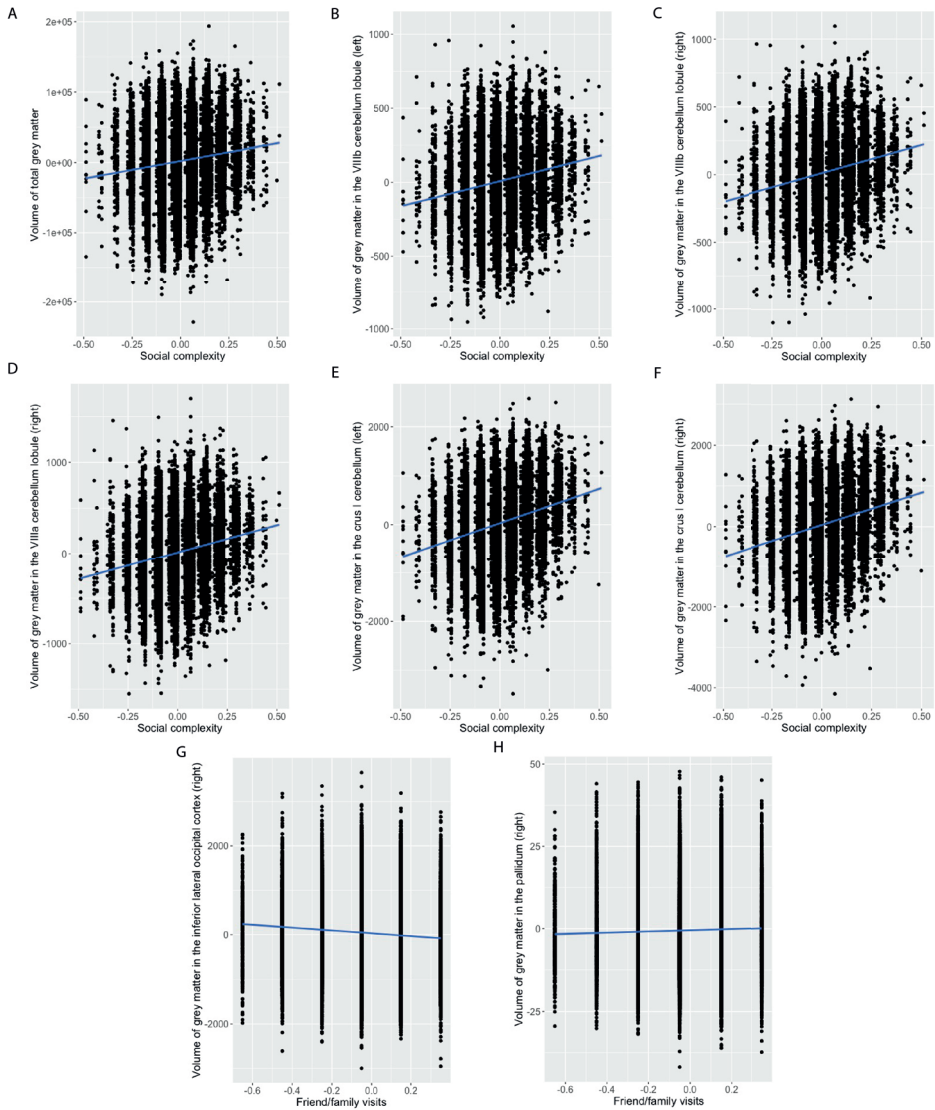 A
Volume of total grey matter
2e+05
1e+05
0e+00
-1e+05
-2e+05
-0.50 -0.25 0.00 0.25 0.50
Social complexity
B
Volume of grey matter in the VIIIb cerebellum lobule (left)
1000
500
0
-500
-1000
-0.50 -0.25 0.00 0.25 0.50
Social complexity
C
Volume of grey matter in the VIIIb cerebellum lobule (right)
1000
500
0
-500
-1000
-0.50 -0.25 0.00 0.25 0.50
Social complexity
D
Volume of grey matter in the VIIIa cerebellum lobule (right)
1000
0
-1000
-0.50 -0.25 0.00 0.25 0.50
Social complexity
E
Volume of grey matter in the crus I cerebellum (left)
2000
0
-2000
-0.50 -0.25 0.00 0.25 0.50
Social complexity
F
Volume of grey matter in the crus I cerebellum (right)
2000
0
-2000
-4000
-0.50 -0.25 0.00 0.25 0.50
Social complexity
G
Volume of grey matter in the inferior lateral occipital cortex (right)
2000
0
-2000
-0.6 -0.4 -0.2 0.0 0.2
Friend/family visits
H
Volume of grey matter in the pallidum (right)
50
25
0
-25
-0.6 -0.4 -0.2 0.0 0.2
Friend/family visits